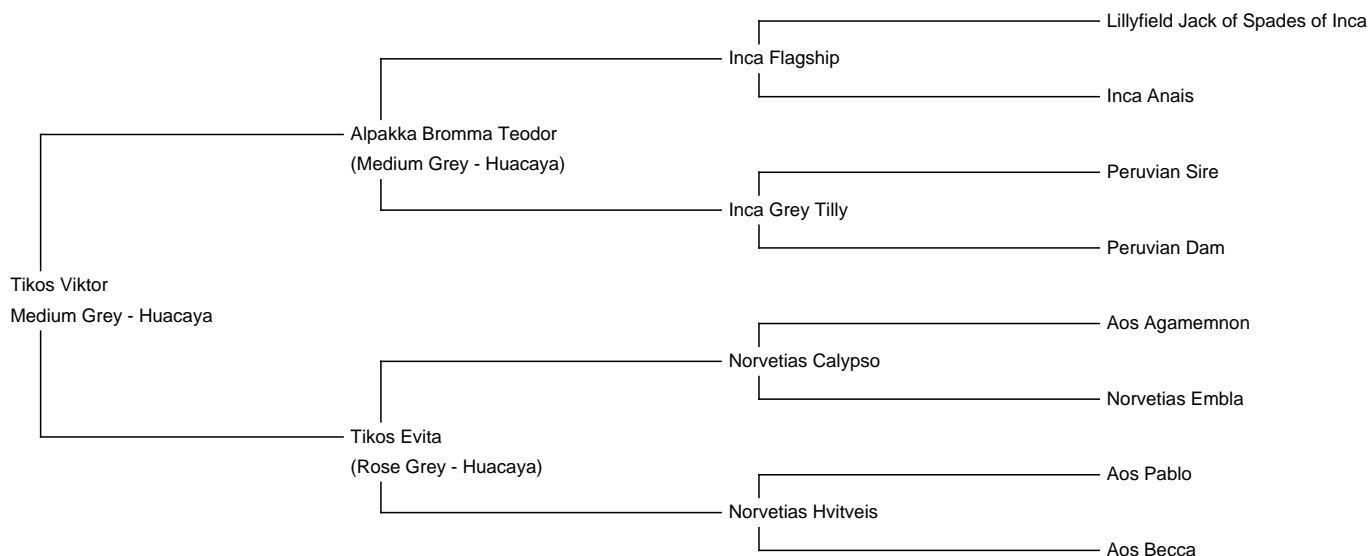 Lillyfield Jack of Spades of Inca
Inca Flagship
Inca Anais
Alpakka Bromma Teodor
(Medium Grey - Huacaya)
Peruvian Sire
Inca Grey Tilly
Peruvian Dam
Tikos Viktor
Medium Grey - Huacaya
Aos Agamemnon
Norvetias Calypso
Norvetias Embla
Tikos Evita
(Rose Grey - Huacaya)
Aos Pablo
Norvetias Hvitveis
Aos Becca